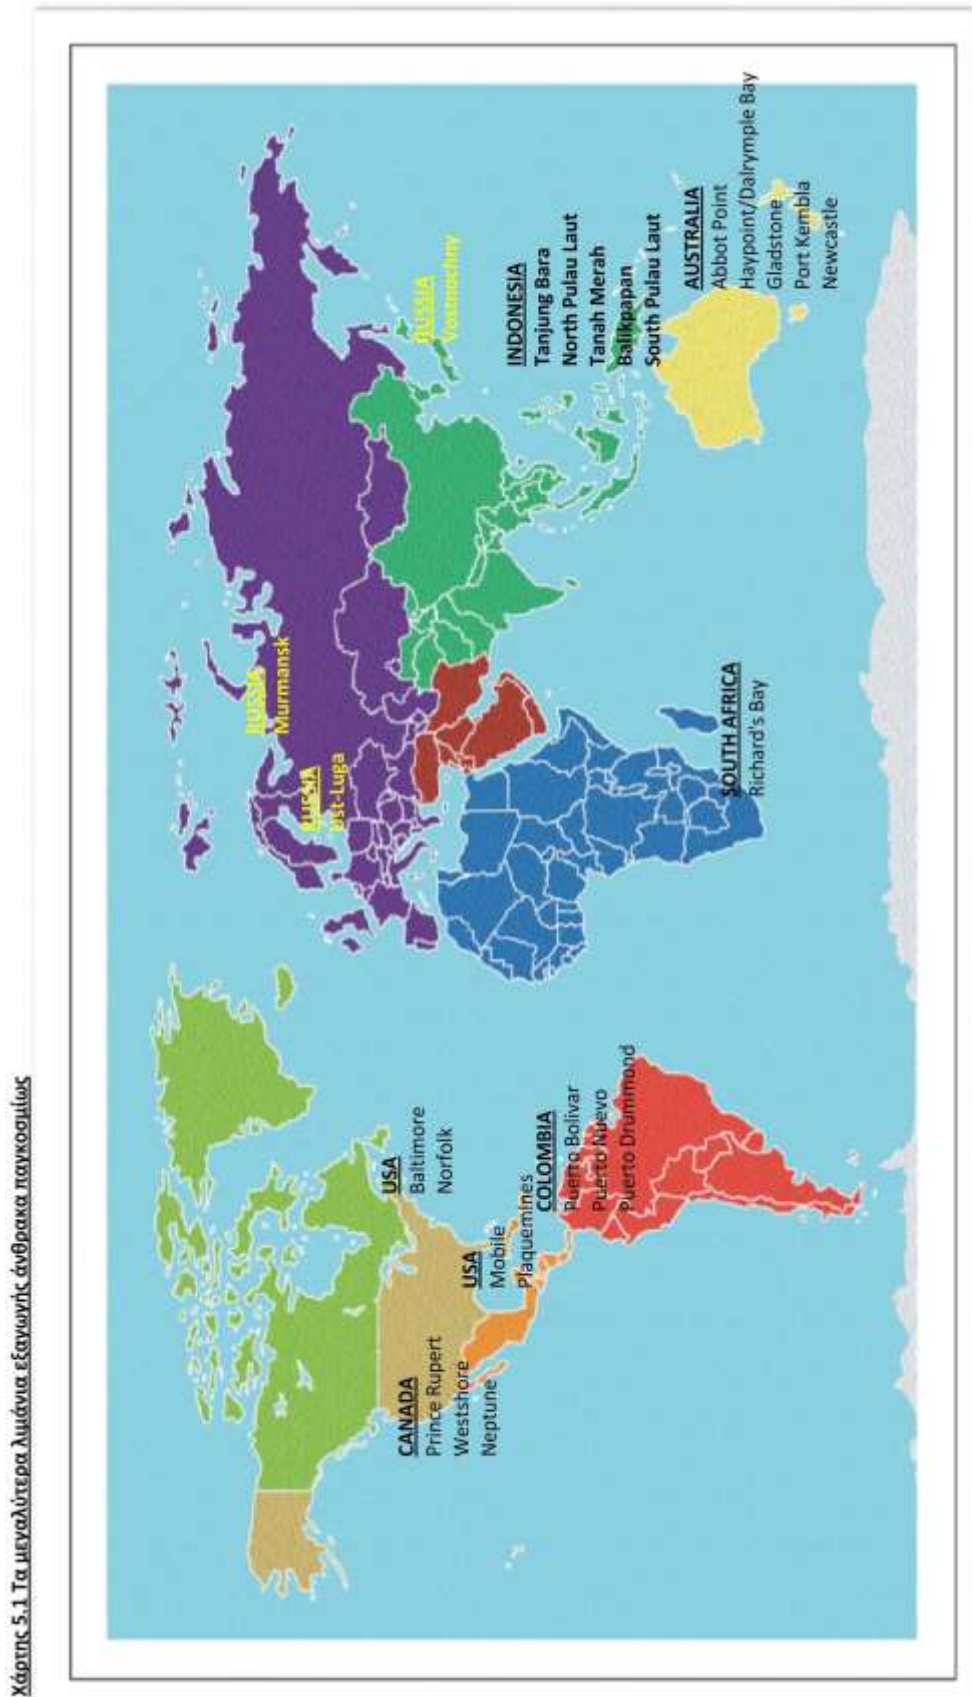 Χάρτης 5.1 Τα μεγαλύτερα λιμάνια εξαγωγής άνθρακα παγκοσμίως
CANADA
Prince Rupert
Westshore
Neptune
USA
Baltimore
Norfolk
USA
Mobile
Plaquemines
COLOMBIA
Puerto Bolivar
Puerto Nuevo
Puerto Drummond
RUSSIA
Murmansk
RUSSIA
Ust-Luga
SOUTH AFRICA
Richard's Bay
RUSSIA
Vostnochny
INDONESIA
Tanjung Bara
North Pulau Laut
Tanah Merah
Balikpapan
South Pulau Laut
AUSTRALIA
Abbot Point
Haypoint/Dalrymple Bay
Gladstone
Port Kembla
Newcastle